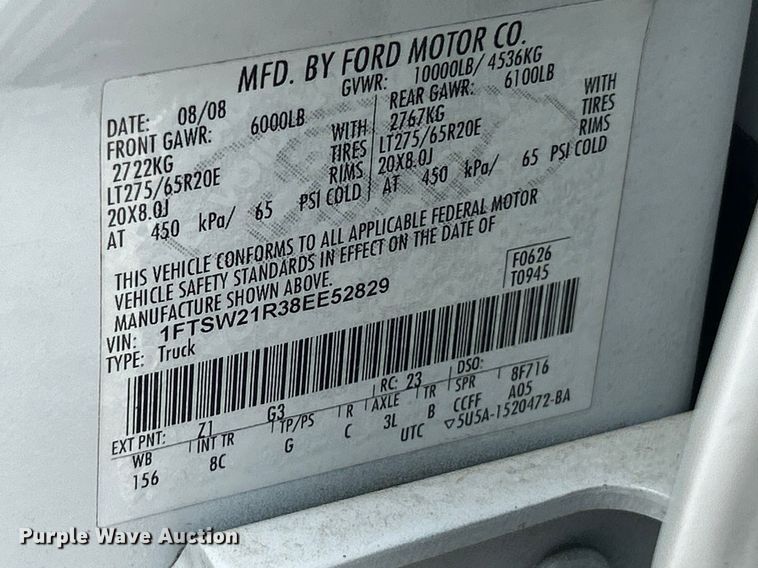 MFD. BY FORD MOTOR CO.
DATE: 08/08 GVWR: 10000LB/ 4536KG
FRONT GAWR: 6000LB REAR GAWR: 6100LB
2722KG WITH 2767KG WITH
LT275/65R20E TIRES LT275/65R20E TIRES
20X8.0J RIMS 20X8.0J RIMS
AT 450 kPa/ 65 PSI COLD AT 450 kPa/ 65 PSI COLD
THIS VEHICLE CONFORMS TO ALL APPLICABLE FEDERAL MOTOR
VEHICLE SAFETY STANDARDS IN EFFECT ON THE DATE OF
MANUFACTURE SHOWN ABOVE.
F0626
T0945
VIN: 1FTSW21R38EE52829
TYPE: Truck
EXT PNT: Z1 G3 RC: 23 DSO: 8F716
WB INT TR TP/PS R AXLE TR SPR A05
156 8C G C 3L B CCFF
UTC ▽5U5A-1520472-BA
Purple Wave Auction